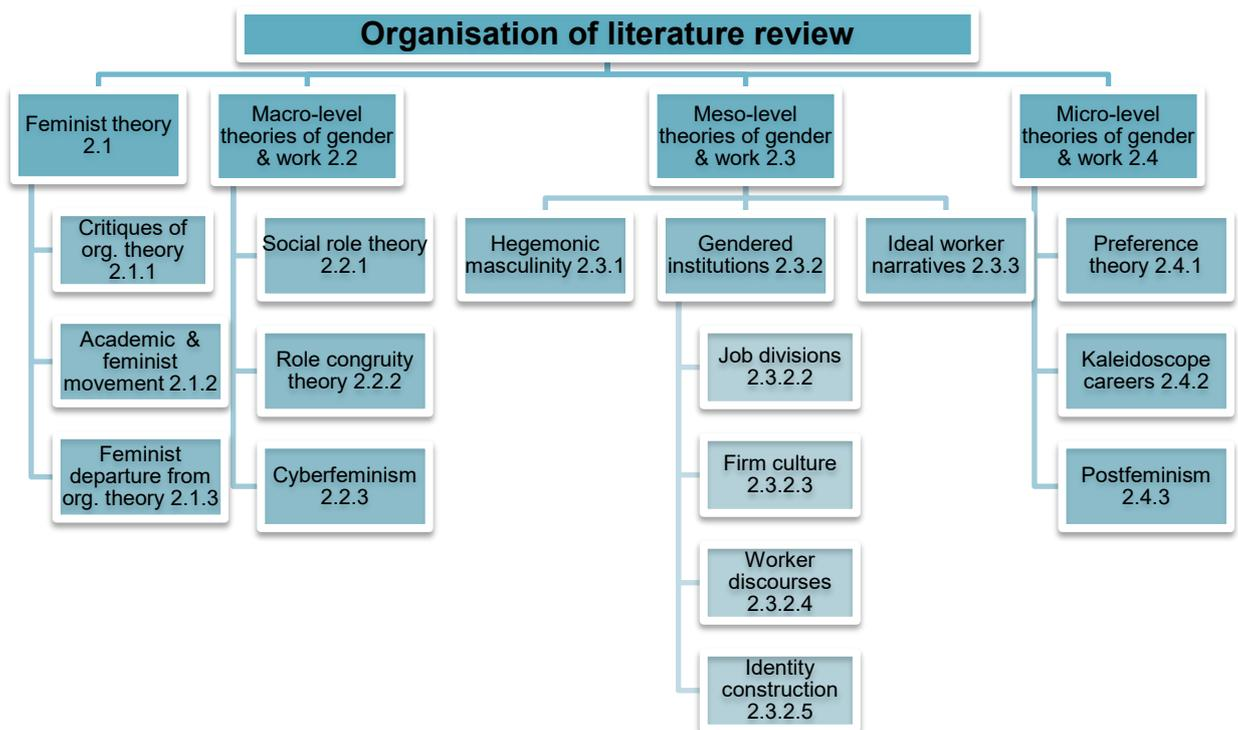 Organisation of literature review
Feminist theory
2.1
Critiques of
org. theory
2.1.1
Academic & 
feminist
movement 2.1.2
Feminist
departure from
org. theory 2.1.3
Macro-level
theories of gender
& work 2.2
Social role theory
2.2.1
Role congruity
theory 2.2.2
Cyberfeminism
2.2.3
Meso-level
theories of gender
& work 2.3
Hegemonic
masculinity 2.3.1
Gendered
institutions 2.3.2
Job divisions
2.3.2.2
Firm culture
2.3.2.3
Worker
discourses
2.3.2.4
Identity
construction
2.3.2.5
Ideal worker
narratives 2.3.3
Micro-level
theories of gender
& work 2.4
Preference
theory 2.4.1
Kaleidoscope
careers 2.4.2
Postfeminism
2.4.3